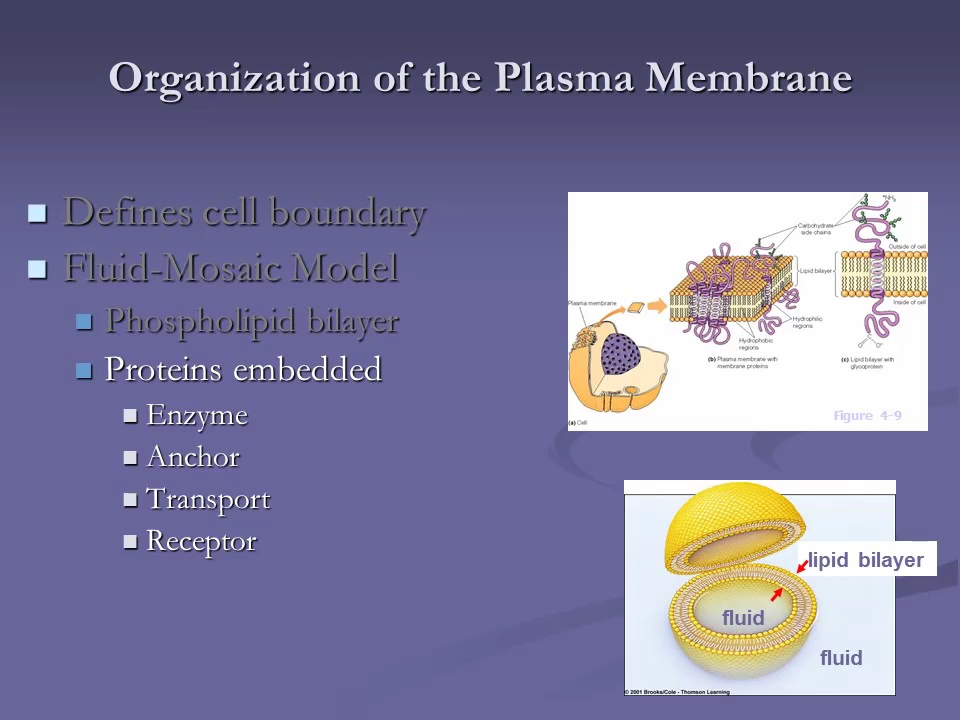 Organization of the Plasma Membrane
Defines cell boundary
Fluid-Mosaic Model
Phospholipid bilayer
Proteins embedded
Enzyme
Anchor
Transport
Receptor
Plasma membrane
(a) Cell
Carbohydrate
side chains
Lipid bilayer
Hydrophilic
regions
Hydrophobic
regions
(b) Plasma membrane with
membrane proteins
Outside of cell
Inside of cell
(c) Lipid bilayer with
glycoprotein
Figure 4-9
lipid bilayer
fluid
fluid
© 2001 Brooks/Cole - Thomson Learning